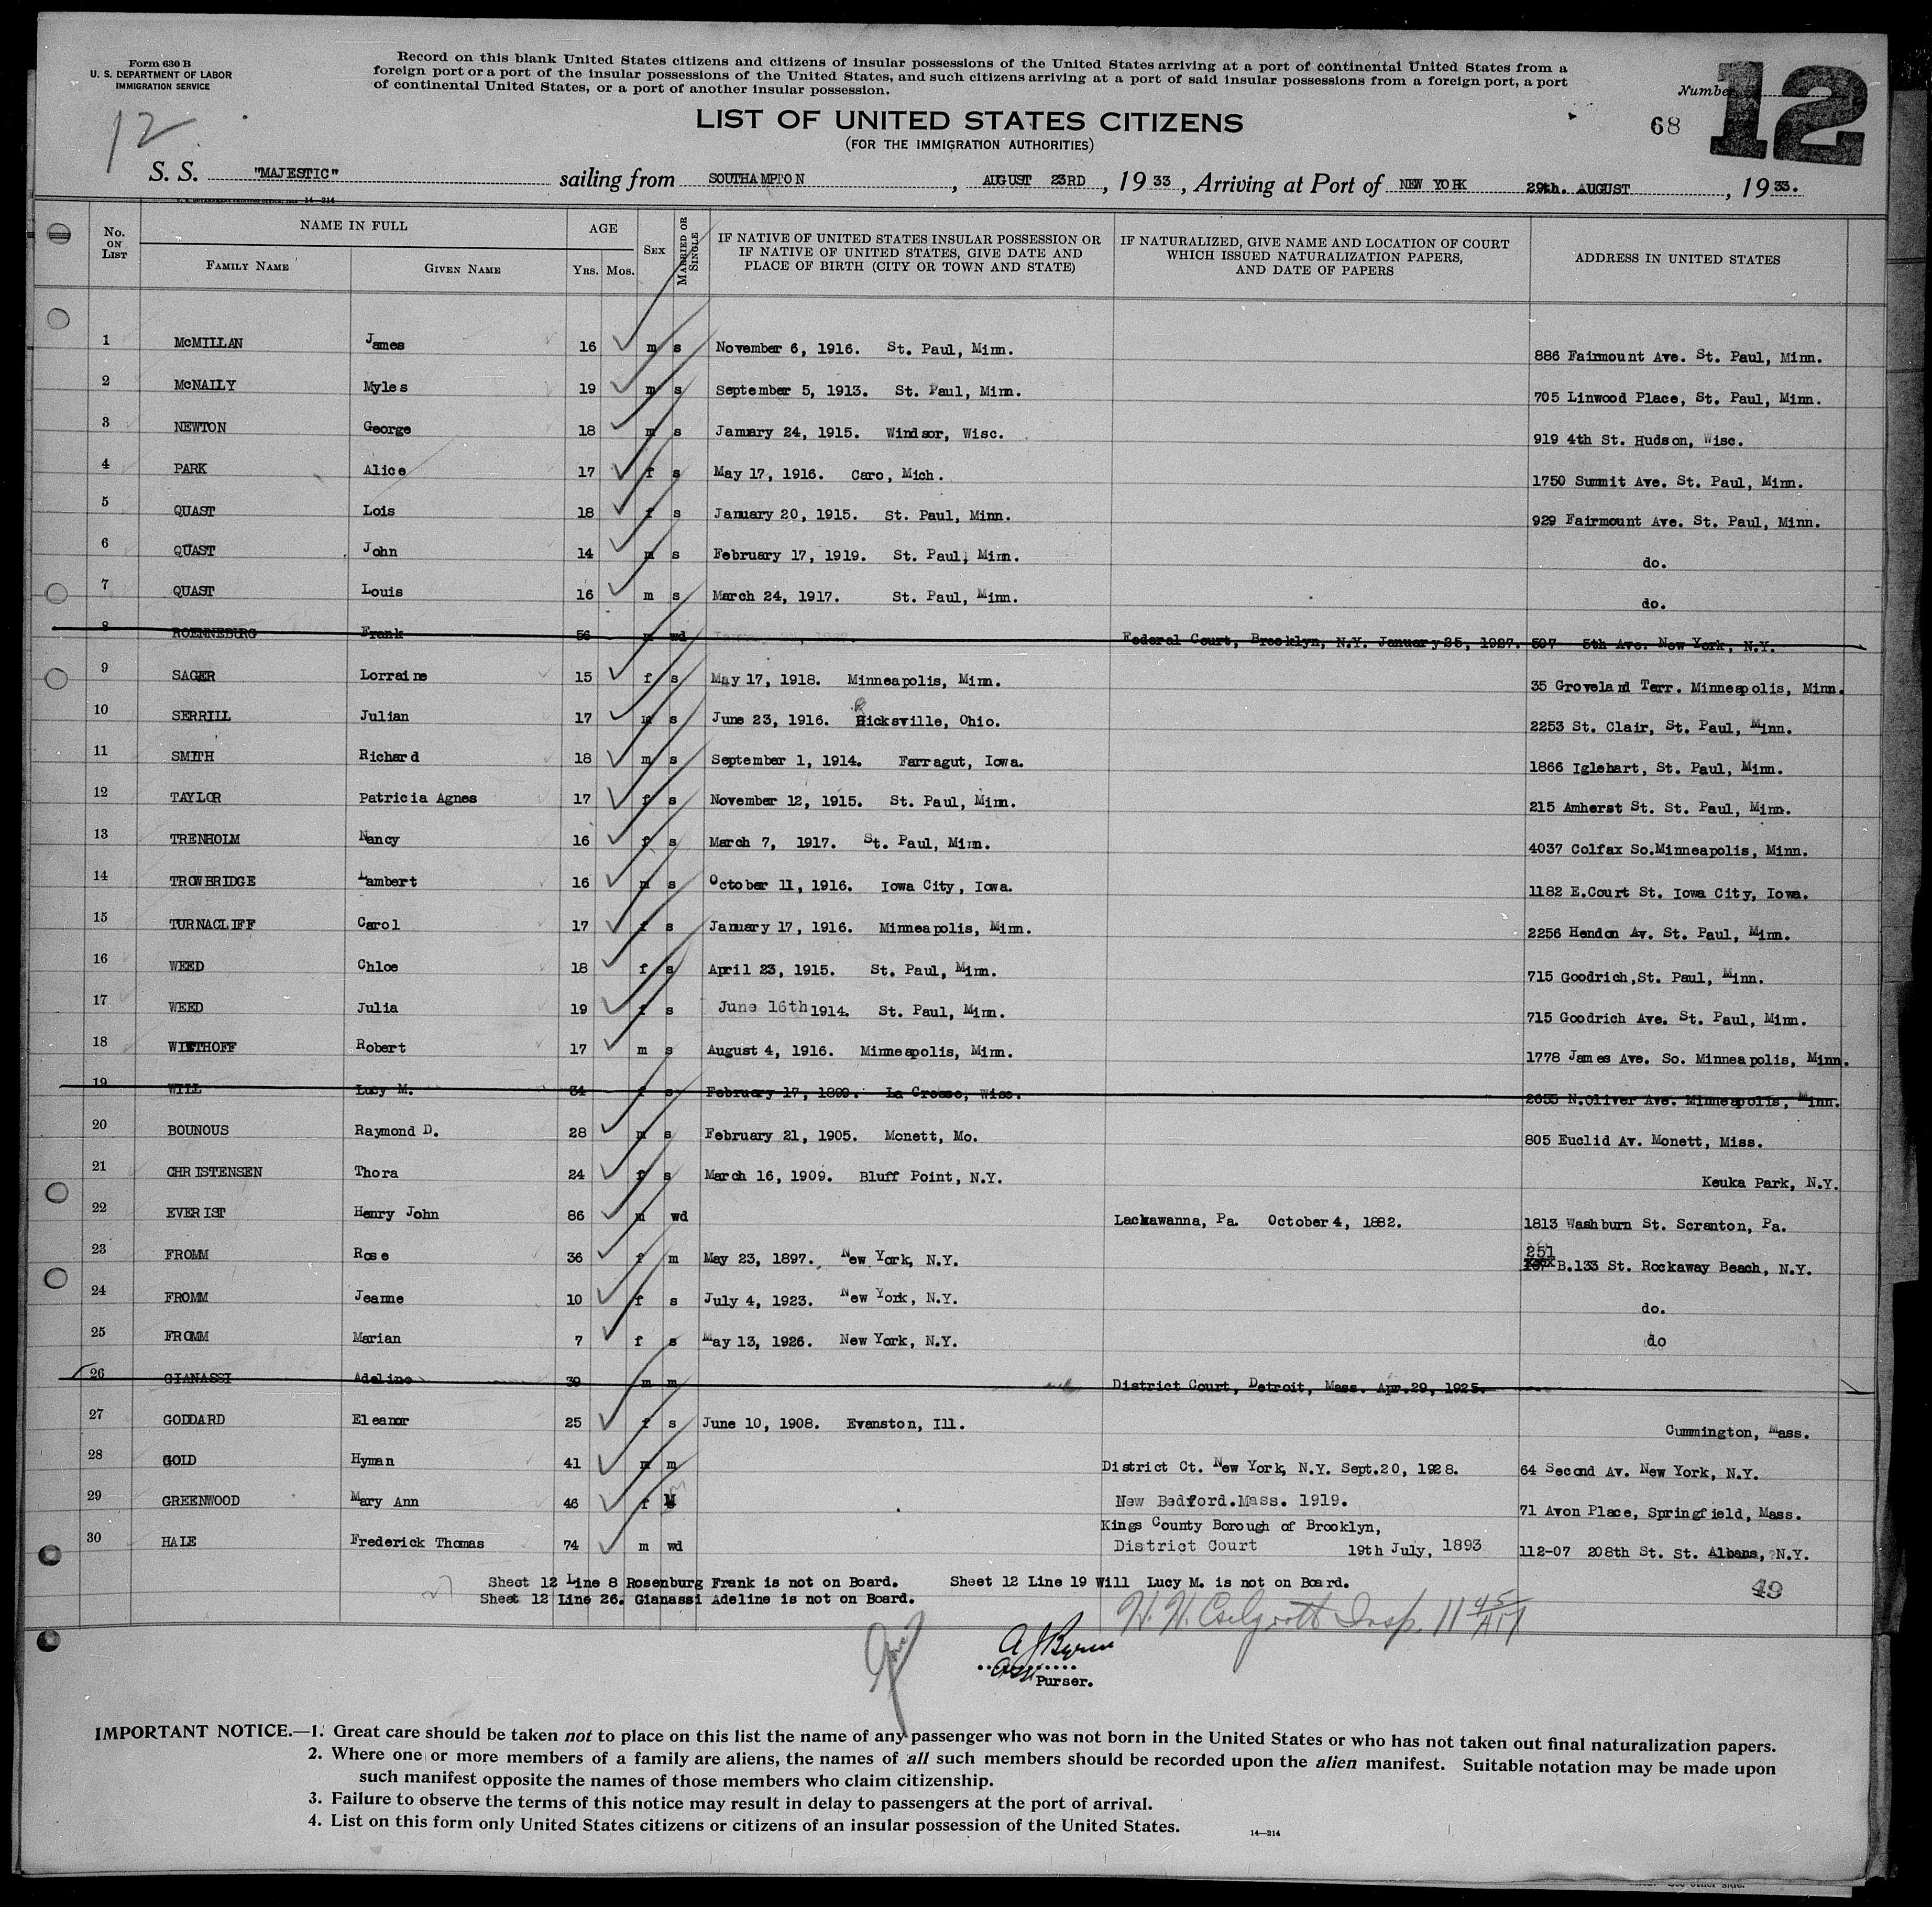 Form 630 B
U. S. DEPARTMENT OF LABOR
IMMIGRATION SERVICE
Record on this blank United States citizens and citizens of insular possessions of the United States arriving at a port of continental United States from a
foreign port or a port of the insular possessions of the United States, and such citizens arriving at a port of said insular possessions from a foreign port, a port
of continental United States, or a port of another insular possession.
Number 12
12
68
LIST OF UNITED STATES CITIZENS
(FOR THE IMMIGRATION AUTHORITIES)
S. S. "MAJESTIC" sailing from SOUTHAMPTON, AUGUST 23RD, 1933, Arriving at Port of NEW YORK 29th. AUGUST, 1933.
14-214
No. ON LIST
NAME IN FULL
FAMILY NAME
GIVEN NAME
AGE
YRS. MOS.
SEX
MARRIED OR SINGLE
IF NATIVE OF UNITED STATES INSULAR POSSESSION OR
IF NATIVE OF UNITED STATES, GIVE DATE AND
PLACE OF BIRTH (CITY OR TOWN AND STATE)
IF NATURALIZED, GIVE NAME AND LOCATION OF COURT
WHICH ISSUED NATURALIZATION PAPERS,
AND DATE OF PAPERS
ADDRESS IN UNITED STATES
1 McMILLAN James 16 m s November 6, 1916. St. Paul, Minn. 886 Fairmount Ave. St. Paul, Minn.
2 McNAILY Myles 19 m s September 5, 1913. St. Paul, Minn. 705 Linwood Place, St. Paul, Minn.
3 NEWTON George 18 m s January 24, 1915. Windsor, Wisc. 919 4th St. Hudson, Wisc.
4 PARK Alice 17 f s May 17, 1916. Caro, Mich. 1750 Summit Ave. St. Paul, Minn.
5 QUAST Lois 18 f s January 20, 1915. St. Paul, Minn. 929 Fairmount Ave. St. Paul, Minn.
6 QUAST John 14 m s February 17, 1919. St. Paul, Minn. do.
7 QUAST Louis 16 m s March 24, 1917. St. Paul, Minn. do.
8 ROENNEBURG Frank 56 m wd Federal Court, Brooklyn, N.Y. January 25, 1927. 597 5th Ave. New York, N.Y.
9 SAGER Lorraine 15 f s May 17, 1918. Minneapolis, Minn. 35 Groveland Terr. Minneapolis, Minn.
10 SERRILL Julian 17 m s June 23, 1916. Hicksville, Ohio. 2253 St. Clair, St. Paul, Minn.
11 SMITH Richard 18 m s September 1, 1914. Farragut, Iowa. 1866 Iglehart, St. Paul, Minn.
12 TAYLOR Patricia Agnes 17 f s November 12, 1915. St. Paul, Minn. 215 Amherst St. St. Paul, Minn.
13 TRENHOLM Nancy 16 f s March 7, 1917. St. Paul, Minn. 4037 Colfax So.Minneapolis, Minn.
14 TROWBRIDGE Lambert 16 m s October 11, 1916. Iowa City, Iowa. 1182 E.Court St. Iowa City, Iowa.
15 TURNACLIFF Carol 17 f s January 17, 1916. Minneapolis, Minn. 2256 Hendon Av. St. Paul, Minn.
16 WEED Chloe 18 f s April 23, 1915. St. Paul, Minn. 715 Goodrich,St. Paul, Minn.
17 WEED Julia 19 f s June 16th 1914. St. Paul, Minn. 715 Goodrich Ave. St. Paul, Minn.
18 WIETHOFF Robert 17 m s August 4, 1916. Minneapolis, Minn. 1778 James Ave. So. Minneapolis, Minn.
19 WILL Lucy M. 34 f s February 17, 1899. La Crosse, Wisc. 2655 N.Oliver Ave. Minneapolis, Minn.
20 BOUNOUS Raymond D. 28 m s February 21, 1905. Monett, Mo. 805 Euclid Av. Monett, Miss.
21 CHRISTENSEN Thora 24 f s March 16, 1909. Bluff Point, N.Y. Keuka Park, N.Y.
22 EVERIST Henry John 86 m wd Lackawanna, Pa. October 4, 1882. 1813 Washburn St. Scranton, Pa.
23 FROMM Rose 36 f m May 23, 1897. New York, N.Y. 251 B.133 St. Rockaway Beach, N.Y.
24 FROMM Jeanne 10 f s July 4, 1923. New York, N.Y. do.
25 FROMM Marian 7 f s May 13, 1926. New York, N.Y. do
26 GIANASSI Adeline 39 m m District Court, Detroit, Mass. Apr.29, 1925.
27 GODDARD Eleanor 25 f s June 10, 1908. Evanston, Ill. Cummington, Mass.
28 GOLD Hyman 41 m m District Ct. New York, N.Y. Sept.20, 1928. 64 Second Av. New York, N.Y.
29 GREENWOOD Mary Ann 46 f M New Bedford.Mass. 1919. 71 Avon Place, Springfield, Mass.
30 HALE Frederick Thomas 74 m wd Kings County Borough of Brooklyn,
District Court 19th July, 1893 112-07 208th St. St. Albans, N.Y.
Sheet 12 Line 8 Rosenburg Frank is not on Board. Sheet 12 Line 19 Will Lucy M. is not on Board.
Sheet 12 Line 26. Gianassi Adeline is not on Board.
49
Insp. 11 45 AM
A J Byrne
Purser.
IMPORTANT NOTICE.—1. Great care should be taken not to place on this list the name of any passenger who was not born in the United States or who has not taken out final naturalization papers.
2. Where one or more members of a family are aliens, the names of all such members should be recorded upon the alien manifest. Suitable notation may be made upon
such manifest opposite the names of those members who claim citizenship.
3. Failure to observe the terms of this notice may result in delay to passengers at the port of arrival.
4. List on this form only United States citizens or citizens of an insular possession of the United States.
14—214